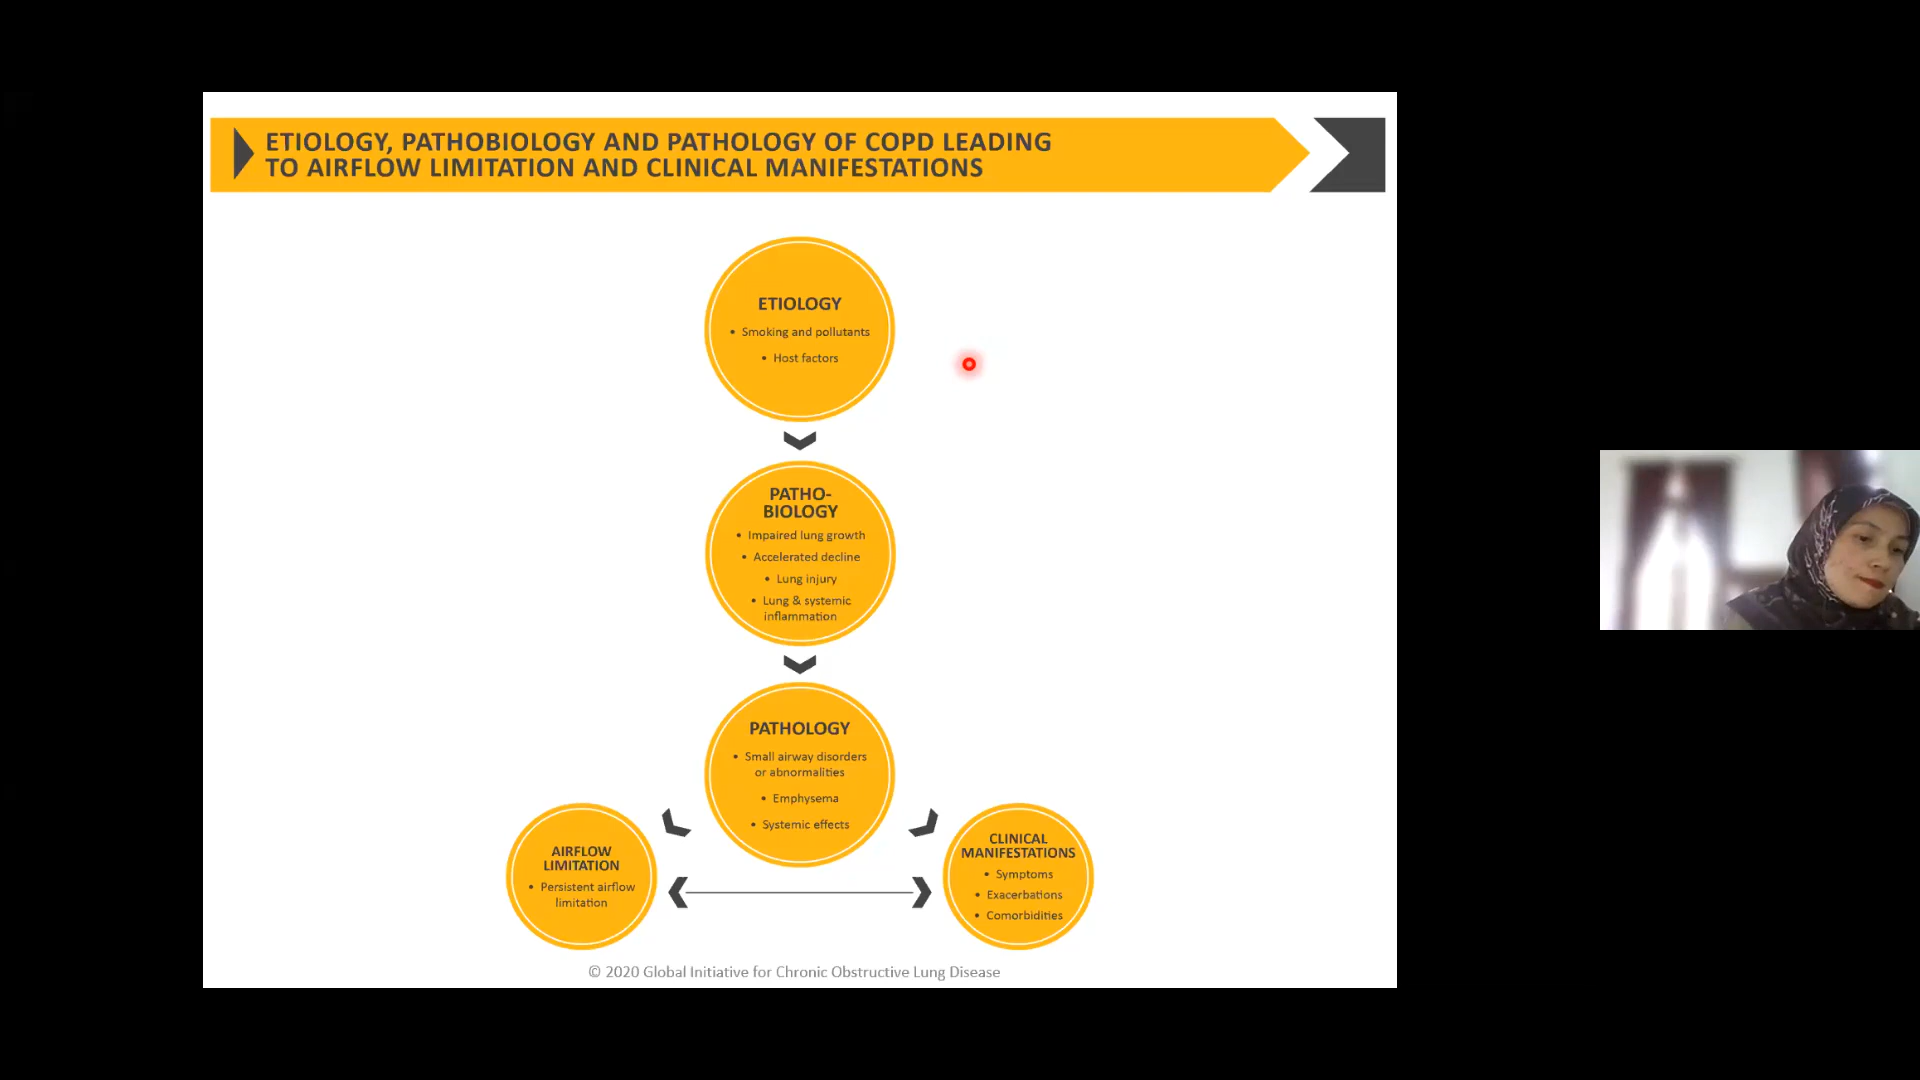 ETIOLOGY, PATHOBIOLOGY AND PATHOLOGY OF COPD LEADING
TO AIRFLOW LIMITATION AND CLINICAL MANIFESTATIONS
ETIOLOGY
• Smoking and pollutants
• Host factors
PATHO-
BIOLOGY
• Impaired lung growth
• Accelerated decline
• Lung injury
• Lung & systemic
inflammation
PATHOLOGY
• Small airway disorders
or abnormalities
• Emphysema
• Systemic effects
AIRFLOW
LIMITATION
• Persistent airflow
limitation
CLINICAL
MANIFESTATIONS
• Symptoms
• Exacerbations
• Comorbidities
© 2020 Global Initiative for Chronic Obstructive Lung Disease